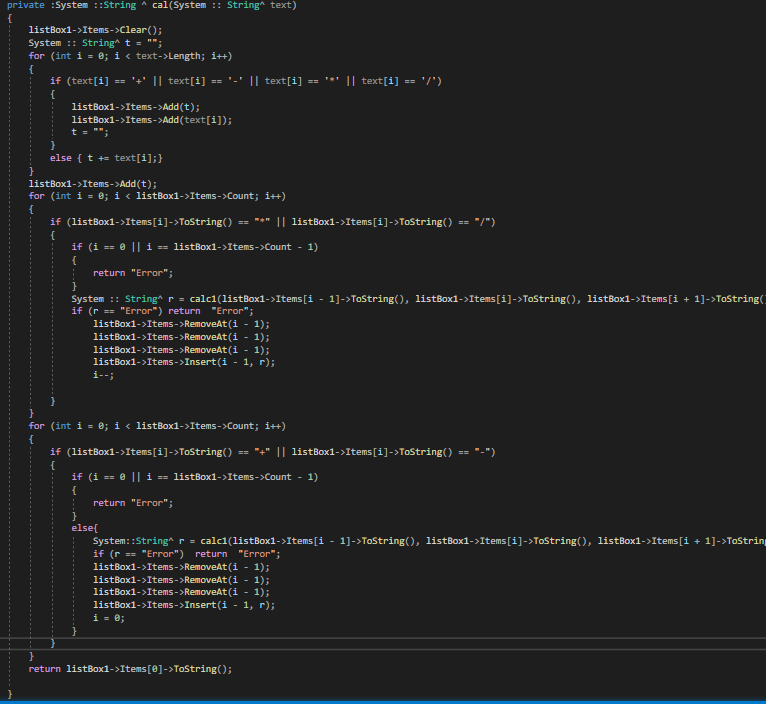 private :System ::String ^ cal(System :: String^ text)
{
    listBox1->Items->Clear();
    System :: String^ t = "";
    for (int i = 0; i < text->Length; i++)
    {
        if (text[i] == '+' || text[i] == '-' || text[i] == '*' || text[i] == '/')
        {
            listBox1->Items->Add(t);
            listBox1->Items->Add(text[i]);
            t = "";
        }
        else { t += text[i];}
    }
    listBox1->Items->Add(t);
    for (int i = 0; i < listBox1->Items->Count; i++)
    {
        if (listBox1->Items[i]->ToString() == "*" || listBox1->Items[i]->ToString() == "/")
        {
            if (i == 0 || i == listBox1->Items->Count - 1)
            {
                return "Error";
            }
            System :: String^ r = calc1(listBox1->Items[i - 1]->ToString(), listBox1->Items[i]->ToString(), listBox1->Items[i + 1]->ToString(
            if (r == "Error") return  "Error";
                listBox1->Items->RemoveAt(i - 1);
                listBox1->Items->RemoveAt(i - 1);
                listBox1->Items->RemoveAt(i - 1);
                listBox1->Items->Insert(i - 1, r);
                i--;
        }
    }
    for (int i = 0; i < listBox1->Items->Count; i++)
    {
        if (listBox1->Items[i]->ToString() == "+" || listBox1->Items[i]->ToString() == "-")
        {
            if (i == 0 || i == listBox1->Items->Count - 1)
            {
                return "Error";
            }
            else{
                System::String^ r = calc1(listBox1->Items[i - 1]->ToString(), listBox1->Items[i]->ToString(), listBox1->Items[i + 1]->ToString
                if (r == "Error")  return  "Error";
                listBox1->Items->RemoveAt(i - 1);
                listBox1->Items->RemoveAt(i - 1);
                listBox1->Items->RemoveAt(i - 1);
                listBox1->Items->Insert(i - 1, r);
                i = 0;
            }
        }
    }
    return listBox1->Items[0]->ToString();
}